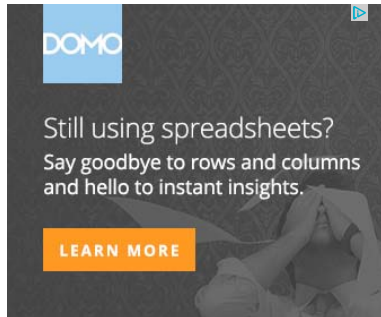 DOMO
Still using spreadsheets?
Say goodbye to rows and columns
and hello to instant insights.
LEARN MORE